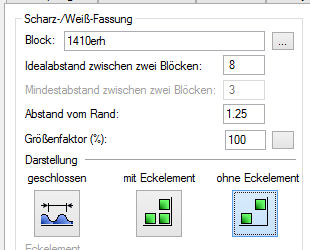 Scharz-/Weiß-Fassung
Block: 1410erh ...
Idealabstand zwischen zwei Blöcken: 8
Mindestabstand zwischen zwei Blöcken: 3
Abstand vom Rand: 1.25
Größenfaktor (%): 100
Darstellung
geschlossen mit Eckelement ohne Eckelement
Eckelement